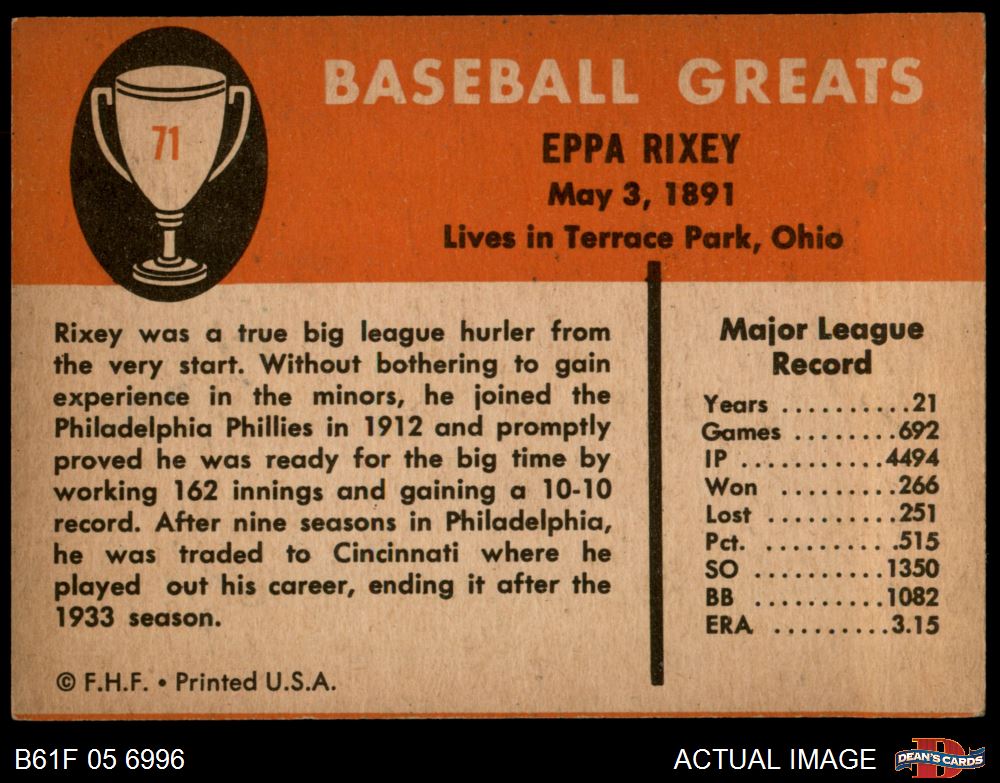 71
BASEBALL GREATS
EPPA RIXEY
May 3, 1891
Lives in Terrace Park, Ohio
Rixey was a true big league hurler from
the very start. Without bothering to gain
experience in the minors, he joined the
Philadelphia Phillies in 1912 and promptly
proved he was ready for the big time by
working 162 innings and gaining a 10-10
record. After nine seasons in Philadelphia,
he was traded to Cincinnati where he
played out his career, ending it after the
1933 season.
© F.H.F. • Printed U.S.A.
Major League
Record
Years ..........21
Games ........692
IP ...........4494
Won .........266
Lost ..........251
Pct. ..........515
SO ..........1350
BB ..........1082
ERA .........3.15
B61F 05 6996
ACTUAL IMAGE
D
DEAN'S CARDS